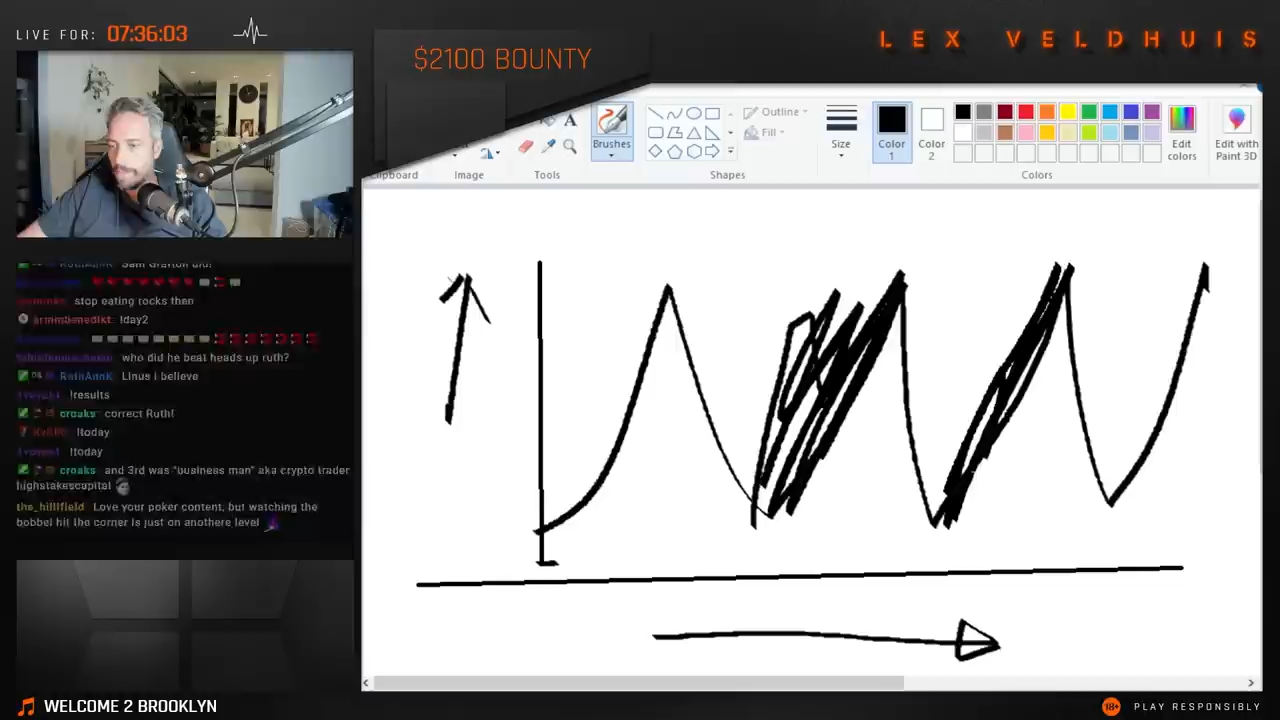 LIVE FOR: 07:36:03
$2100 BOUNTY
LEX VELDHUIS
A
Outline
Fill
Brushes
Size
Color
1
Color
2
Edit
colors
Edit with
Paint 3D
Image
Tools
Shapes
Colors
stop eating rocks then
armmbenedikt: !day2
who did he beat heads up ruth?
RuthAnnK Linus i believe
!results
croaks correct Ruth!
!today
!today
croaks and 3rd was "business man" aka crypto trader
highstakescapital
the_hillfield Love your poker content, but watching the
bobbel hit the corner is just on anothere level
WELCOME 2 BROOKLYN
18+ PLAY RESPONSIBLY